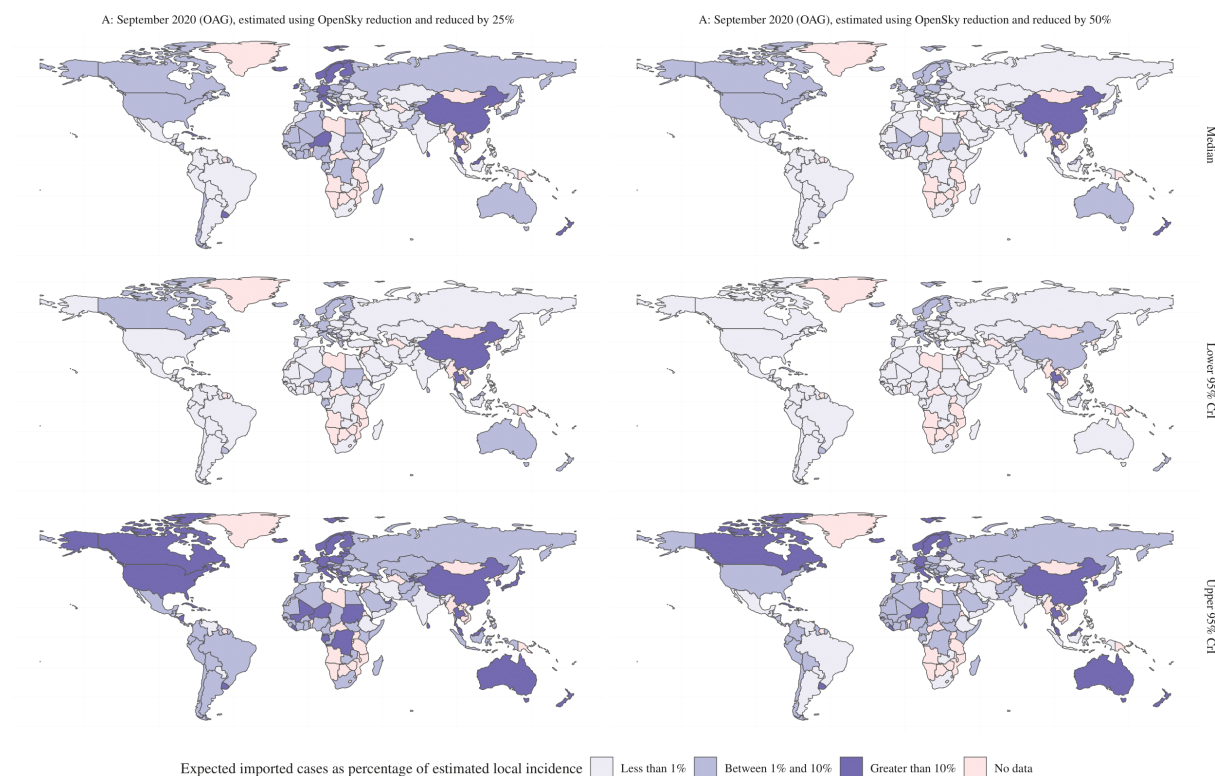 A: September 2020 (OAG), estimated using OpenSky reduction and reduced by 25%
A: September 2020 (OAG), estimated using OpenSky reduction and reduced by 50%
Median
Lower 95% CrI
Upper 95% CrI
Expected imported cases as percentage of estimated local incidence
Less than 1%
Between 1% and 10%
Greater than 10%
No data